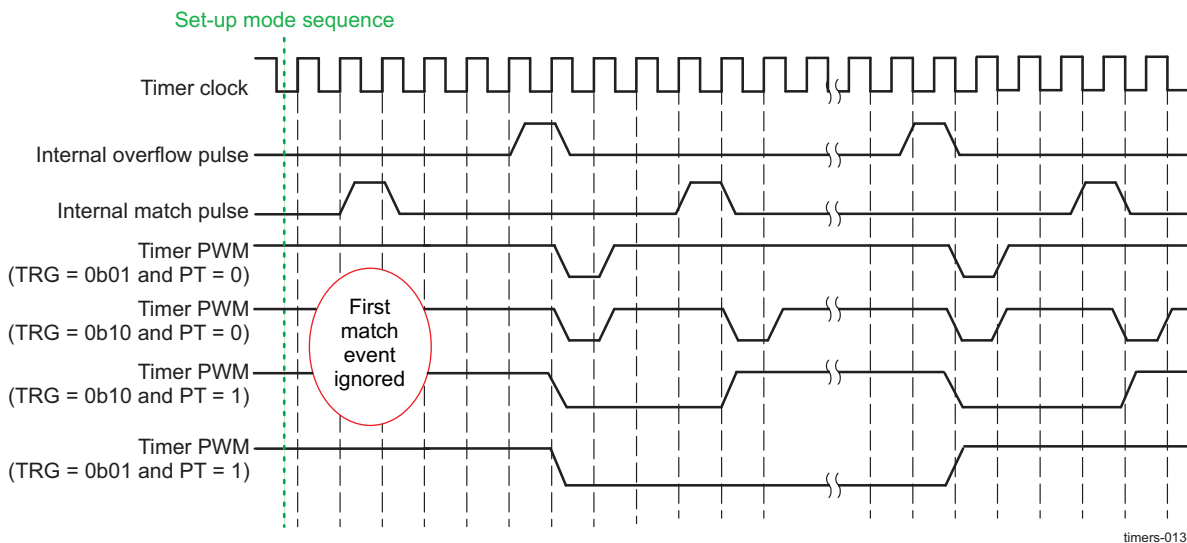 Set-up mode sequence
Timer clock
Internal overflow pulse
Internal match pulse
Timer PWM
(TRG = 0b01 and PT = 0)
Timer PWM
(TRG = 0b10 and PT = 0)
First
match
event
ignored
Timer PWM
(TRG = 0b10 and PT = 1)
Timer PWM
(TRG = 0b01 and PT = 1)
timers-013